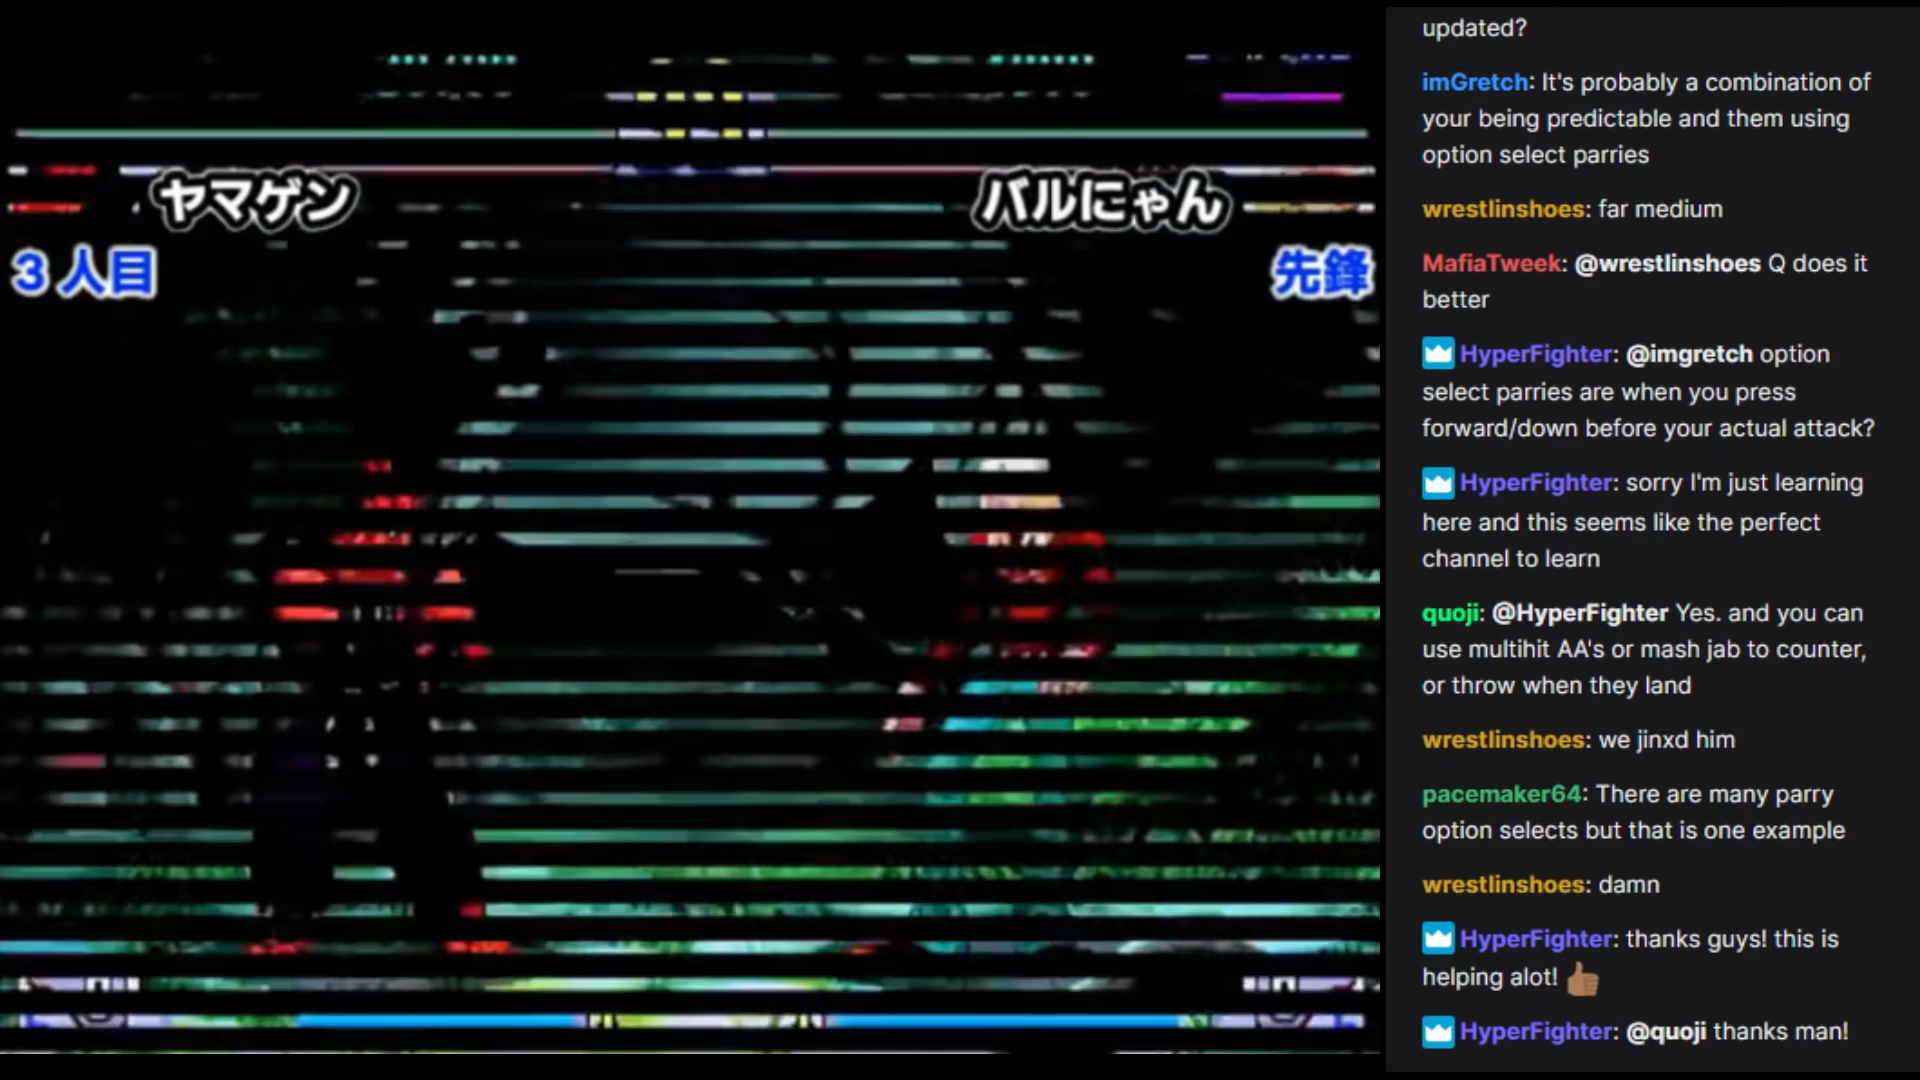 ヤマゲン
バルにゃん
3人目
先鋒
updated?
imGretch: It's probably a combination of
your being predictable and them using
option select parries
wrestlinshoes: far medium
MafiaTweek: @wrestlinshoes Q does it
better
HyperFighter: @imgretch option
select parries are when you press
forward/down before your actual attack?
HyperFighter: sorry I'm just learning
here and this seems like the perfect
channel to learn
quoji: @HyperFighter Yes. and you can
use multihit AA's or mash jab to counter,
or throw when they land
wrestlinshoes: we jinxd him
pacemaker64: There are many parry
option selects but that is one example
wrestlinshoes: damn
HyperFighter: thanks guys! this is
helping alot! 👍🏽
HyperFighter: @quoji thanks man!